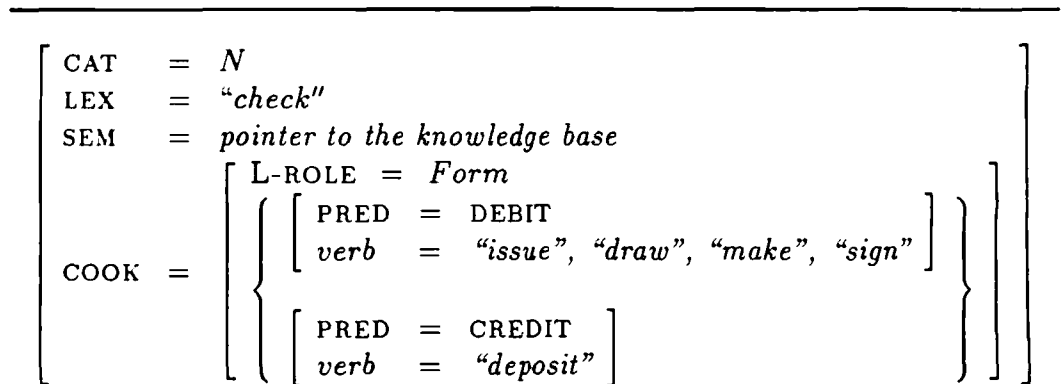 CAT = N
LEX = “check"
SEM = pointer to the knowledge base
L-ROLE = Form
PRED = DEBIT
verb = “issue”, “draw”, “make”, “sign”
COOK =
PRED = CREDIT
verb = “deposit”